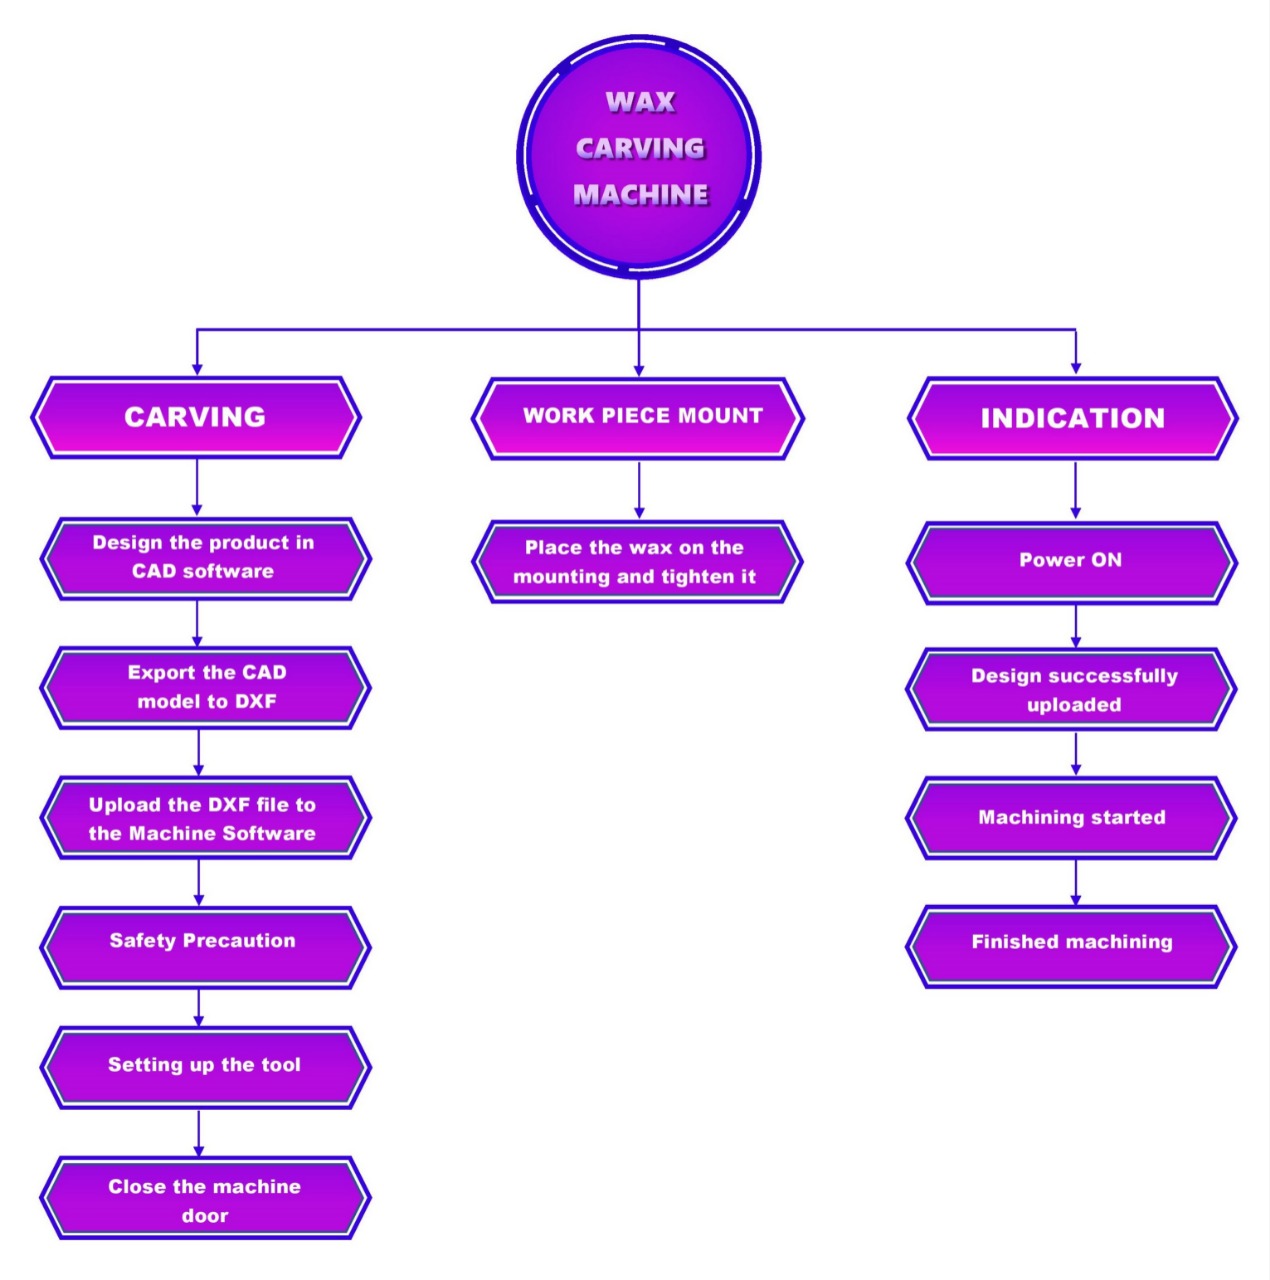 WAX
CARVING
MACHINE
CARVING
Design the product in
CAD software
Export the CAD
model to DXF
Upload the DXF file to
the Machine Software
Safety Precaution
Setting up the tool
Close the machine
door
WORK PIECE MOUNT
Place the wax on the
mounting and tighten it
INDICATION
Power ON
Design successfully
uploaded
Machining started
Finished machining